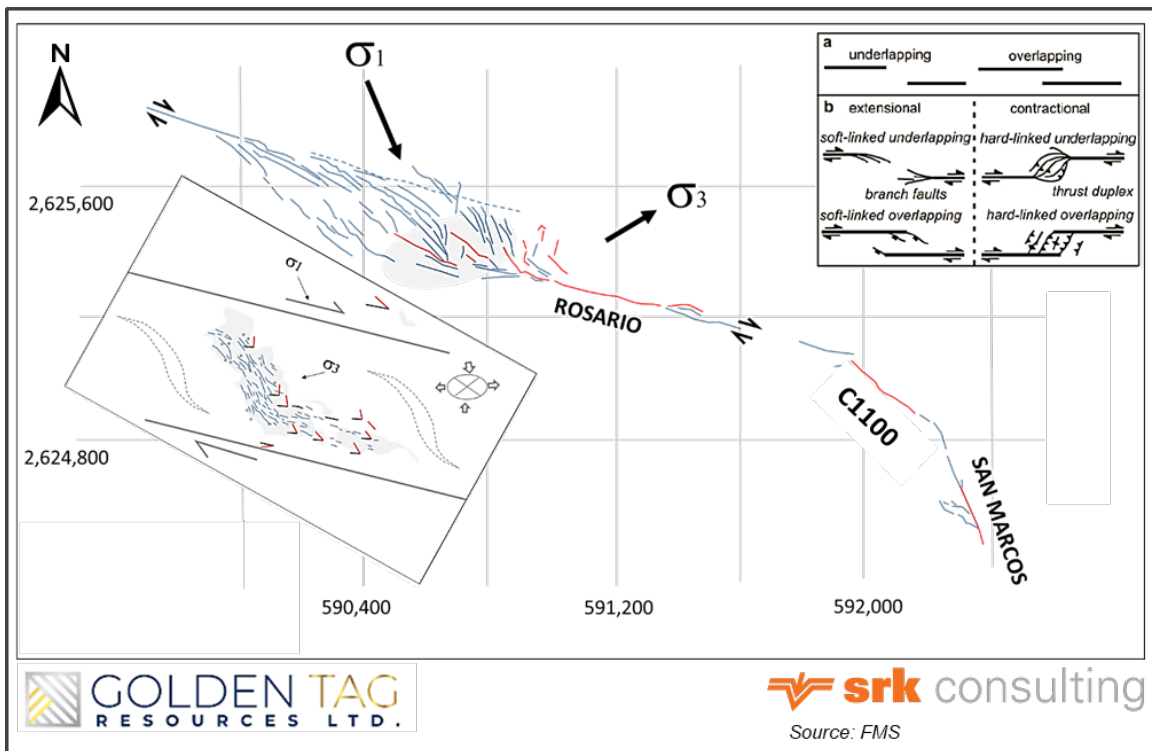 N
σ1
σ3
2,625,600
2,624,800
590,400
591,200
592,000
ROSARIO
C1100
SAN MARCOS
σ1
σ3
a
underlapping
overlapping
b
extensional
contractional
soft-linked underlapping
hard-linked underlapping
branch faults
thrust duplex
soft-linked overlapping
hard-linked overlapping
GOLDEN TAG
RESOURCES LTD.
srk consulting
Source: FMS